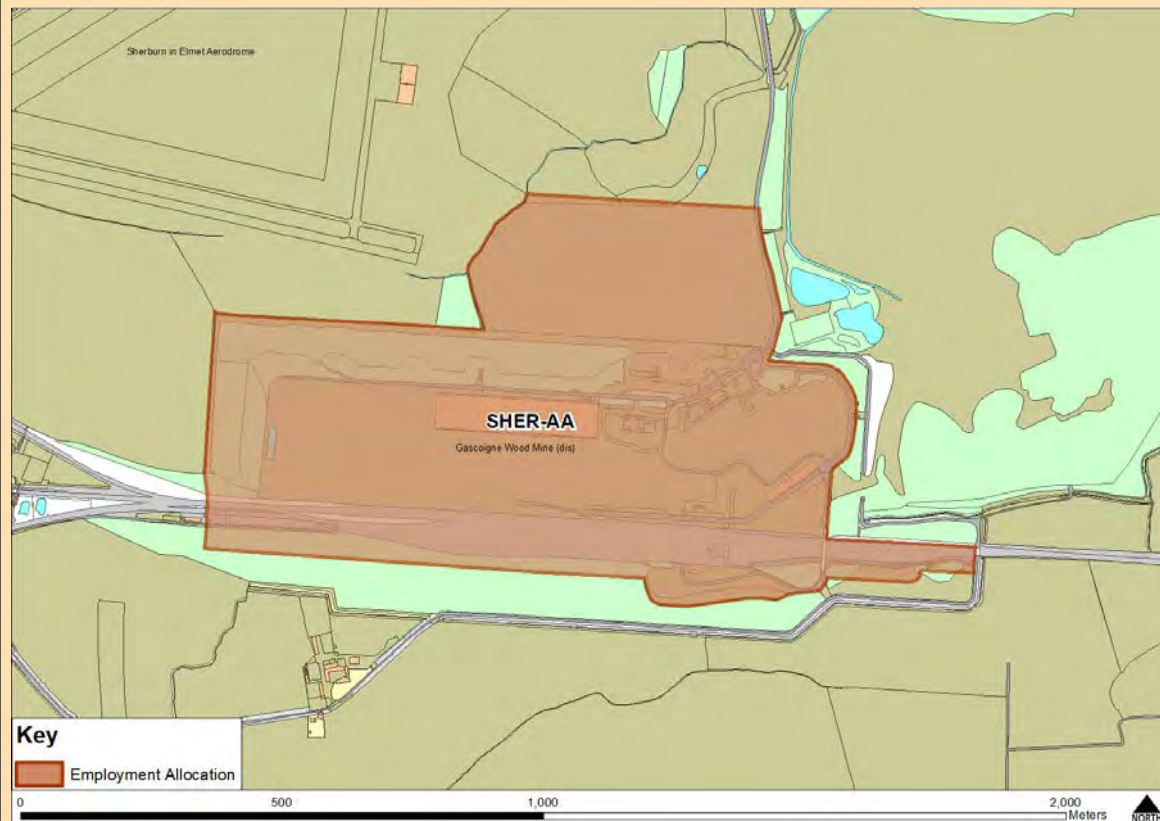 Sherburn in Elmet Aerodrome
SHER-AA
Gascoigne Wood Mine (dis)
Key
Employment Allocation
0 500 1,000 2,000
Meters
NORTH